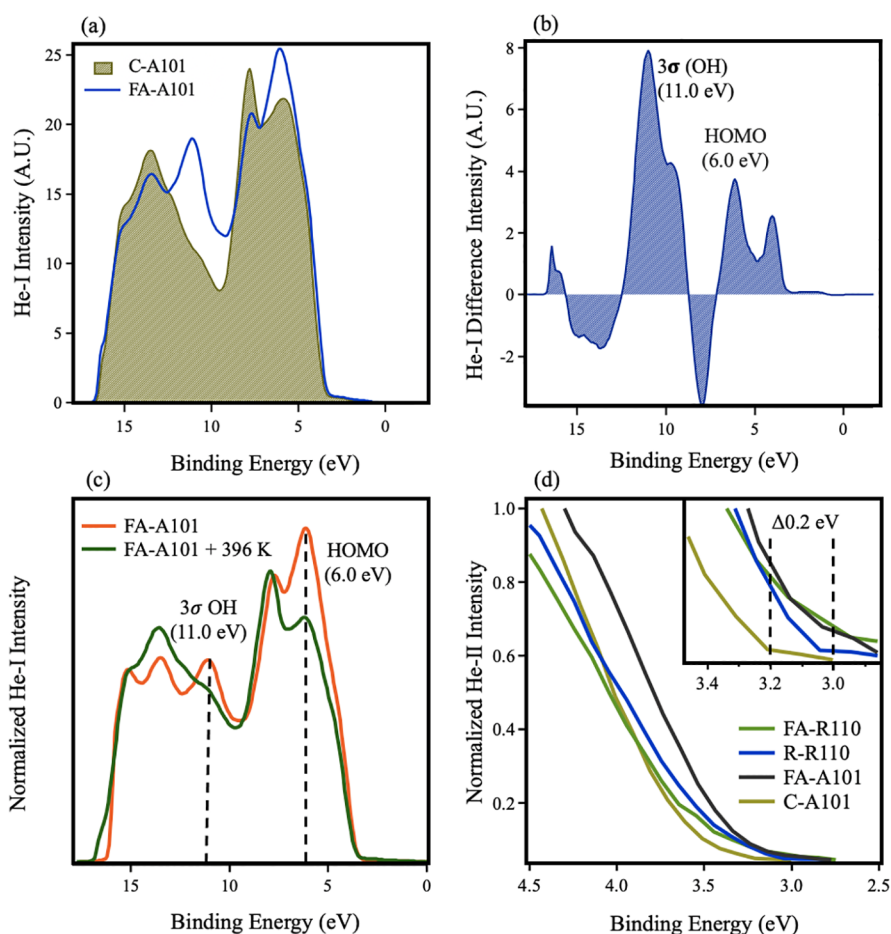 (a)
C-A101
FA-A101
25
20
15
10
5
0
He-I Intensity (A.U.)
15
10
5
0
Binding Energy (eV)
(b)
3σ (OH)
(11.0 eV)
HOMO
(6.0 eV)
8
6
4
2
0
-2
He-I Difference Intensity (A.U.)
15
10
5
0
Binding Energy (eV)
(c)
FA-A101
FA-A101 + 396 K
HOMO
(6.0 eV)
3σ OH
(11.0 eV)
Normalized He-I Intensity
15
10
5
0
Binding Energy (eV)
(d)
1.0
0.8
0.6
0.4
0.2
Normalized He-II Intensity
Δ0.2 eV
3.4
3.2
3.0
FA-R110
R-R110
FA-A101
C-A101
4.5
4.0
3.5
3.0
2.5
Binding Energy (eV)